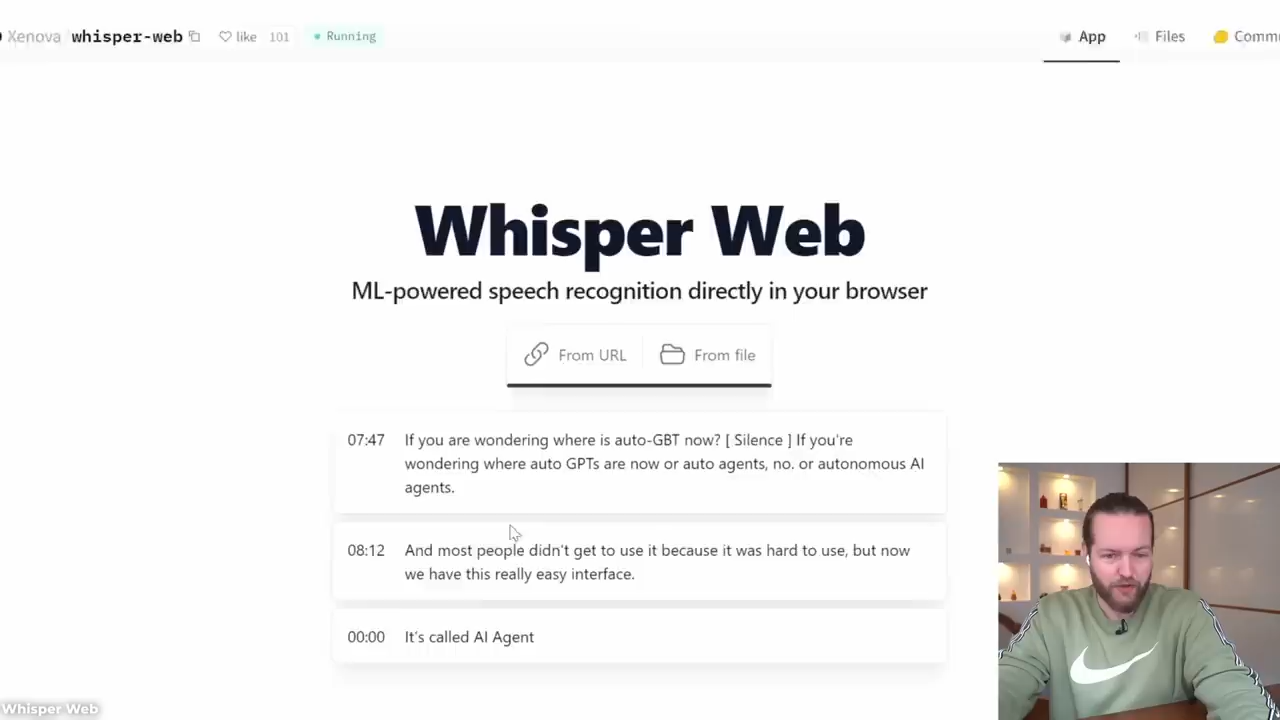 Xenova whisper-web like 101 Running App Files Commu
Whisper Web
ML-powered speech recognition directly in your browser
From URL From file
07:47 If you are wondering where is auto-GBT now? [ Silence ] If you're
wondering where auto GPTs are now or auto agents, no. or autonomous AI
agents.
08:12 And most people didn't get to use it because it was hard to use, but now
we have this really easy interface.
00:00 It's called AI Agent
Whisper Web